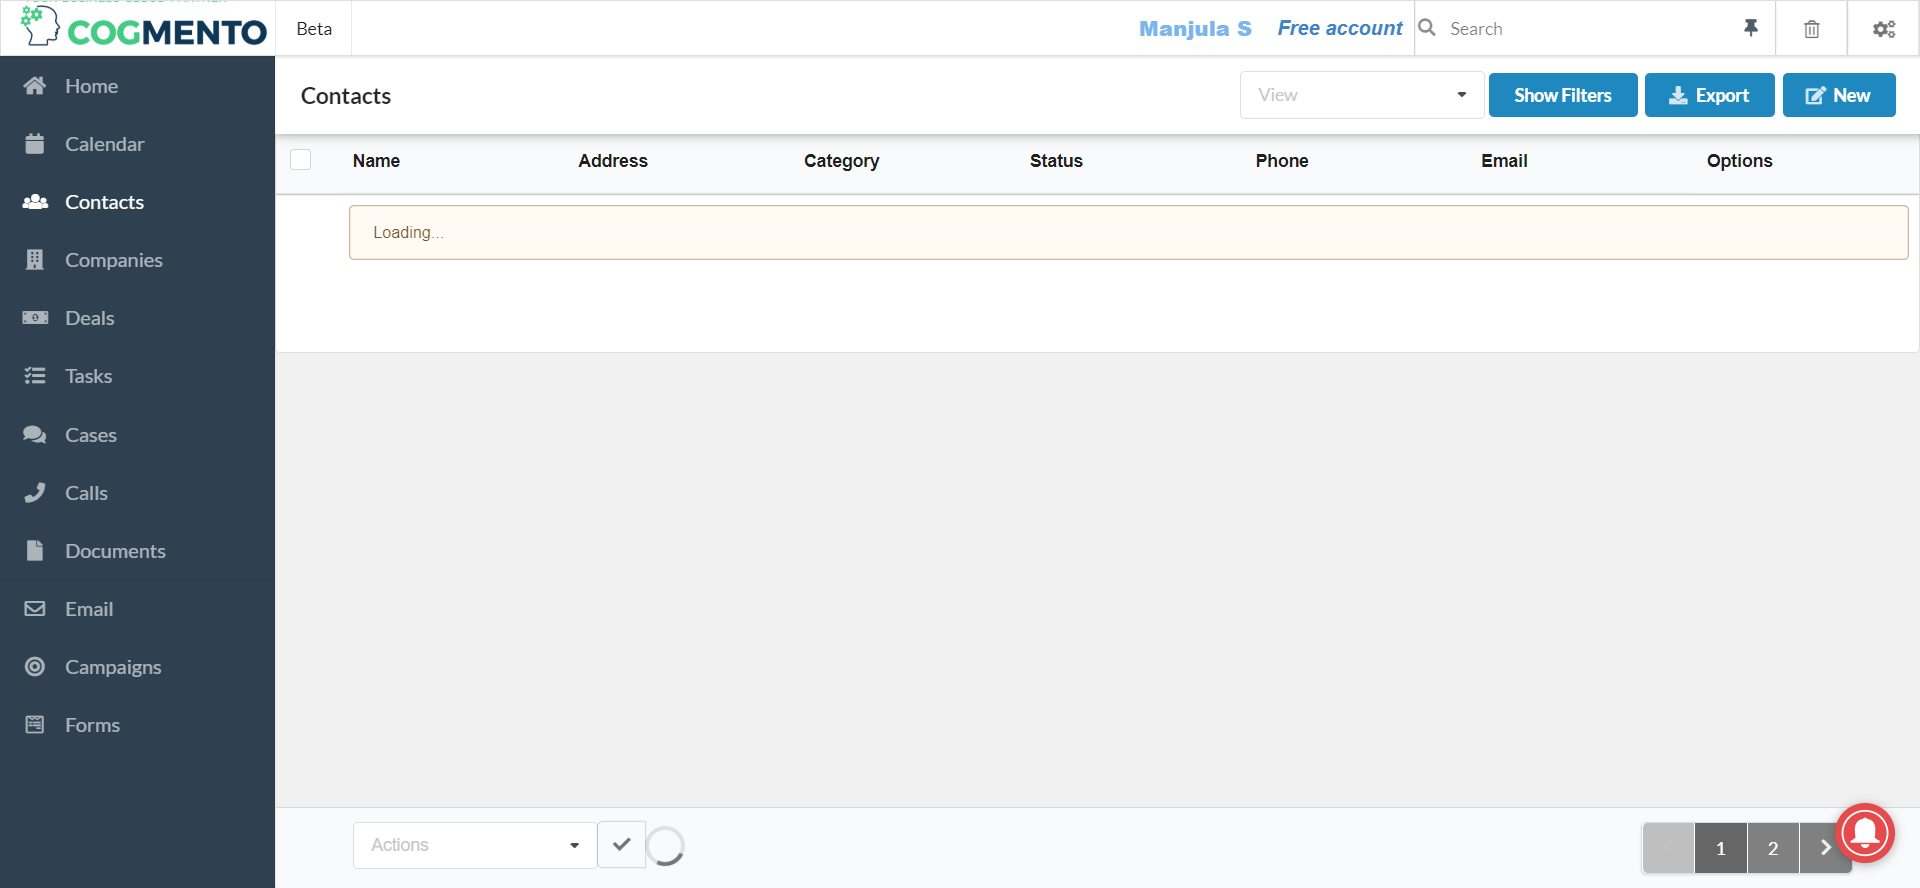 COGMENTO
Beta
Manjula S
Free account
Search
Home
Calendar
Contacts
Companies
Deals
Tasks
Cases
Calls
Documents
Email
Campaigns
Forms
Contacts
View
Show Filters
Export
New
Name Address Category Status Phone Email Options
Loading...
Actions
1 2